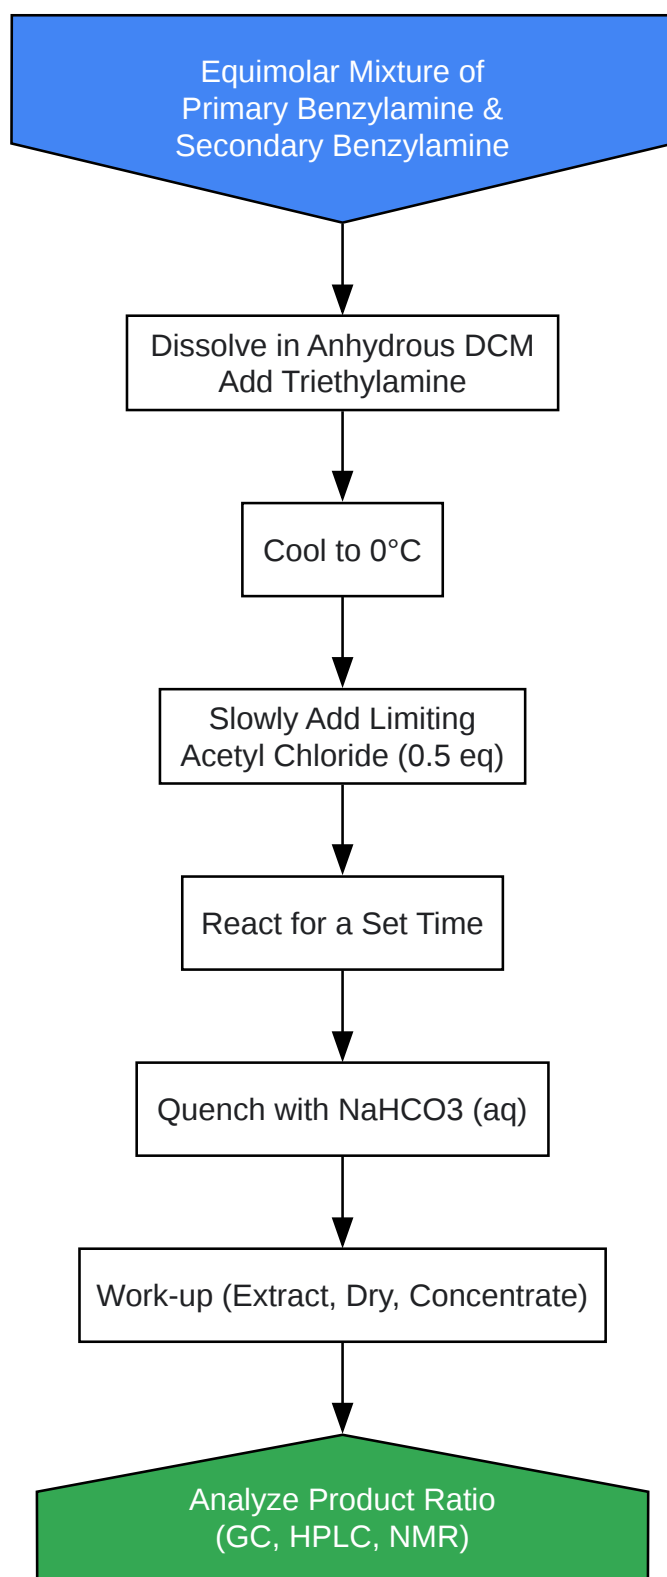 Equimolar Mixture of
Primary Benzylamine &
Secondary Benzylamine
Dissolve in Anhydrous DCM
Add Triethylamine
Cool to 0°C
Slowly Add Limiting
Acetyl Chloride (0.5 eq)
React for a Set Time
Quench with NaHCO3 (aq)
Work-up (Extract, Dry, Concentrate)
Analyze Product Ratio
(GC, HPLC, NMR)